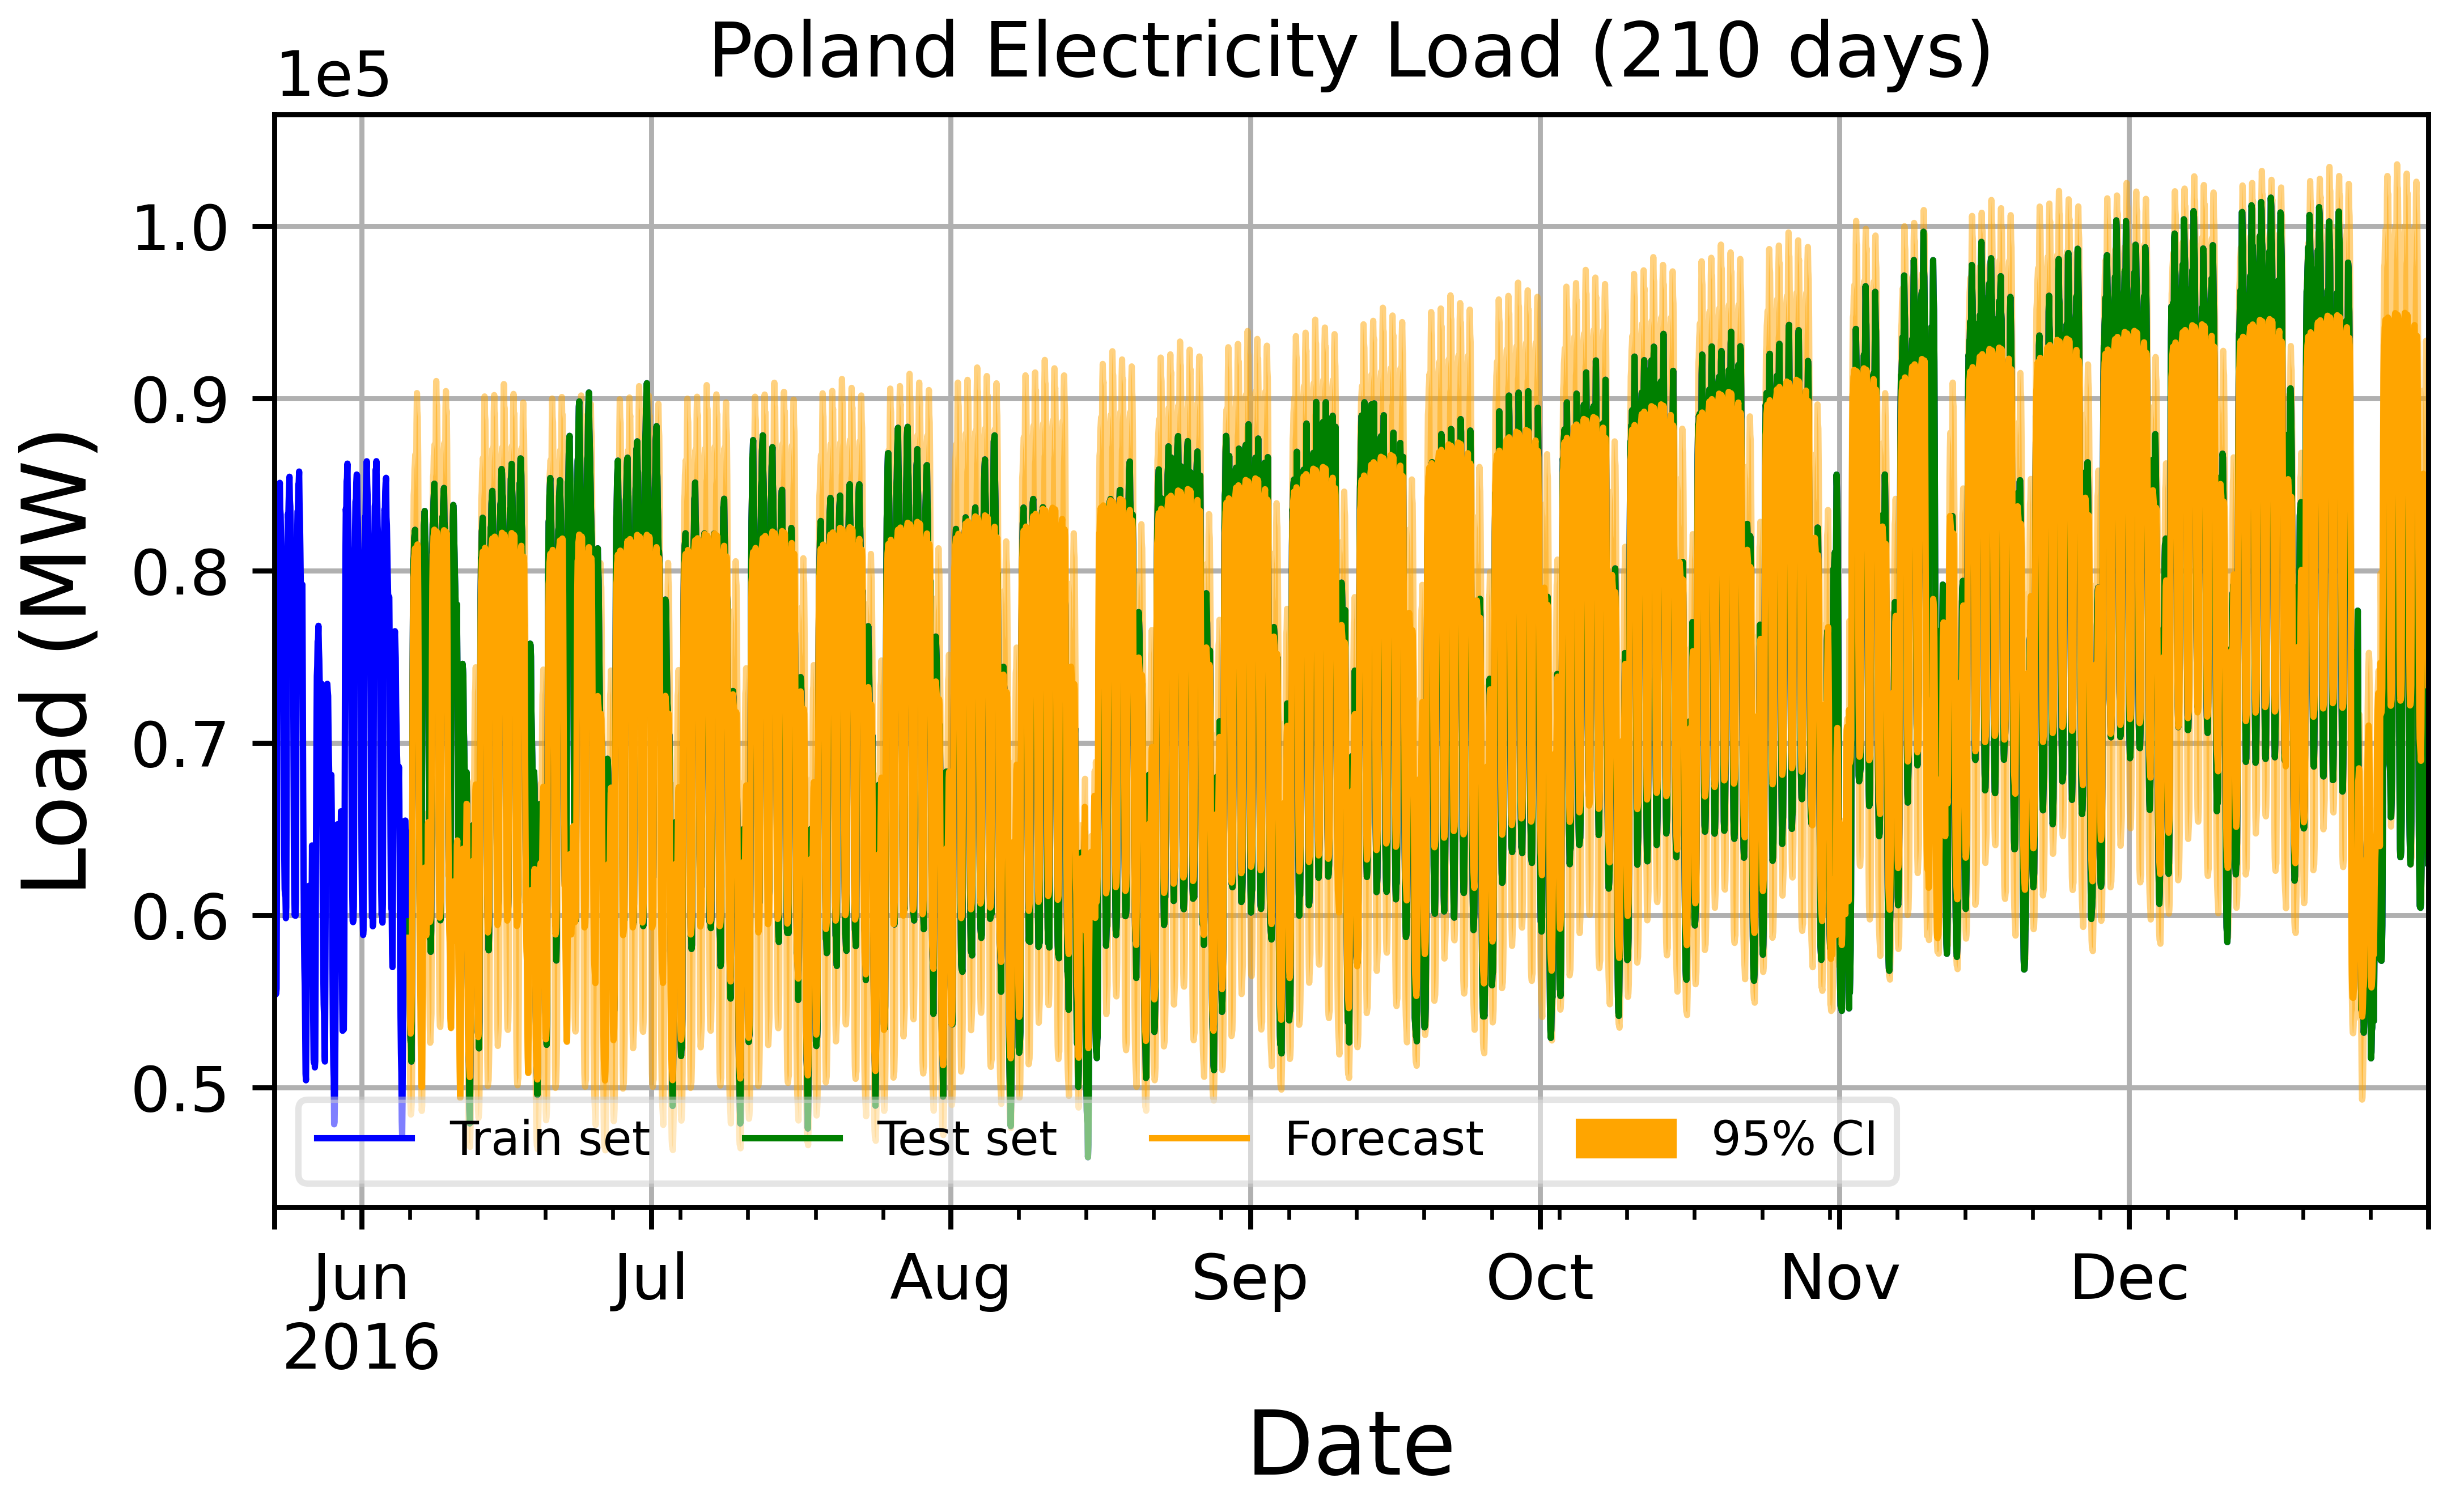 Poland Electricity Load (210 days)
1e5
1.0
0.9
0.8
0.7
0.6
0.5
Load (MW)
Train set
Test set
Forecast
95% CI
Jun
2016
Jul
Aug
Sep
Oct
Nov
Dec
Date